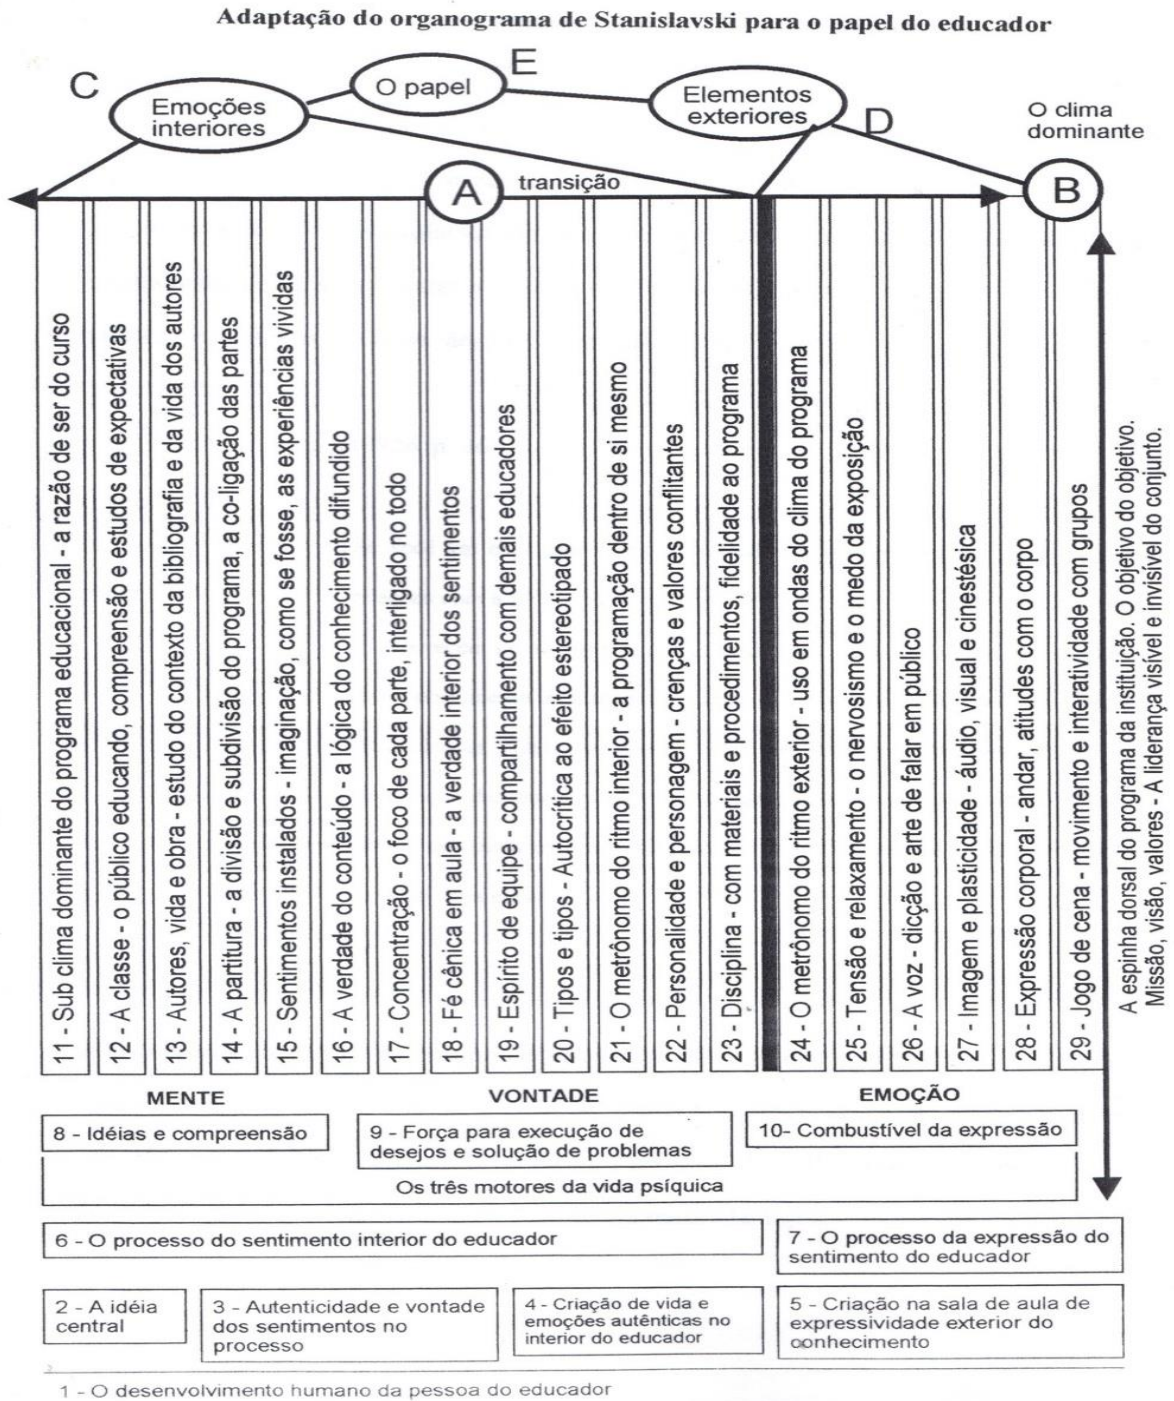 Adaptação do organograma de Stanislavski para o papel do educador
C
Emoções
interiores
O papel
E
Elementos
exteriores
D
O clima
dominante
A
transição
B
11 - Sub clima dominante do programa educacional - a razão de ser do curso
12 - A classe - o público educando, compreensão e estudos de expectativas
13 - Autores, vida e obra - estudo do contexto da bibliografia e da vida dos autores
14 - A partitura - a divisão e subdivisão do programa, a co-ligação das partes
15 - Sentimentos instalados - imaginação, como se fosse, as experiências vividas
16 - A verdade do conteúdo - a lógica do conhecimento difundido
17 - Concentração - o foco de cada parte, interligado no todo
18 - Fé cênica em aula - a verdade interior dos sentimentos
19 - Espírito de equipe - compartilhamento com demais educadores
20 - Tipos e tipos - Autocrítica ao efeito estereotipado
21 - O metrônomo do ritmo interior - a programação dentro de si mesmo
22 - Personalidade e personagem - crenças e valores conflitantes
23 - Disciplina - com materiais e procedimentos, fidelidade ao programa
24 - O metrônomo do ritmo exterior - uso em ondas do clima do programa
25 - Tensão e relaxamento - o nervosismo e o medo da exposição
26 - A voz - dicção e arte de falar em público
27 - Imagem e plasticidade - áudio, visual e cinestésica
28 - Expressão corporal - andar, atitudes com o corpo
29 - Jogo de cena - movimento e interatividade com grupos
A espinha dorsal do programa da instituição. O objetivo do objetivo.
Missão, visão, valores - A liderança visível e invisível do conjunto.
MENTE
VONTADE
EMOÇÃO
8 - Idéias e compreensão
9 - Força para execução de
desejos e solução de problemas
10- Combustível da expressão
Os três motores da vida psíquica
6 - O processo do sentimento interior do educador
7 - O processo da expressão do
sentimento do educador
2 - A idéia
central
3 - Autenticidade e vontade
dos sentimentos no
processo
4 - Criação de vida e
emoções autênticas no
interior do educador
5 - Criação na sala de aula de
expressividade exterior do
conhecimento
1 - O desenvolvimento humano da pessoa do educador